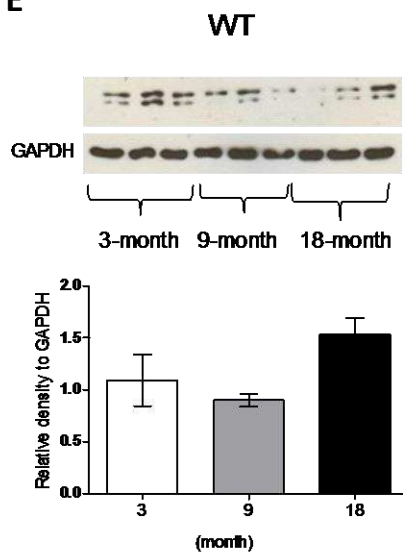 E
WT
GAPDH
3-month 9-month 18-month
Relative density to GAPDH
2.0
1.5
1.0
0.5
0.0
3 9 18
(month)